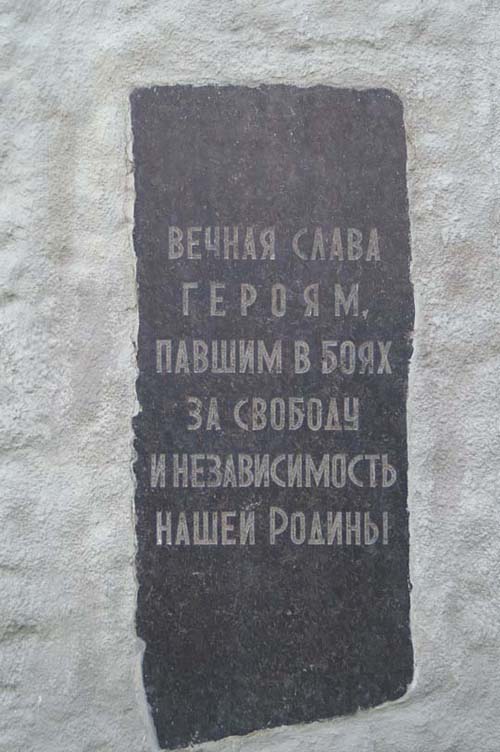 ВЕЧНАЯ СЛАВА
ГЕРОЯМ,
ПАВШИМ В БОЯХ
ЗА СВОБОДУ
И НЕЗАВИСИМОСТЬ
НАШЕЙ РОДИНЫ